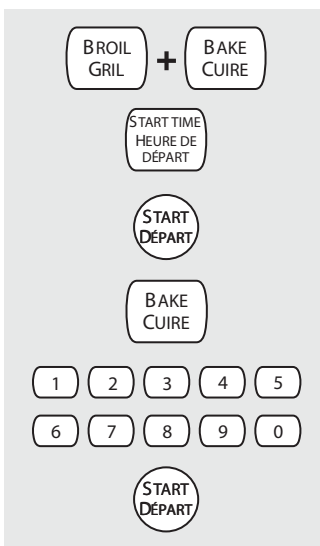 BROIL GRIL + BAKE CUIRE
START TIME
HEURE DE
DÉPART
START
DÉPART
BAKE
CUIRE
1 2 3 4 5
6 7 8 9 0
START
DÉPART